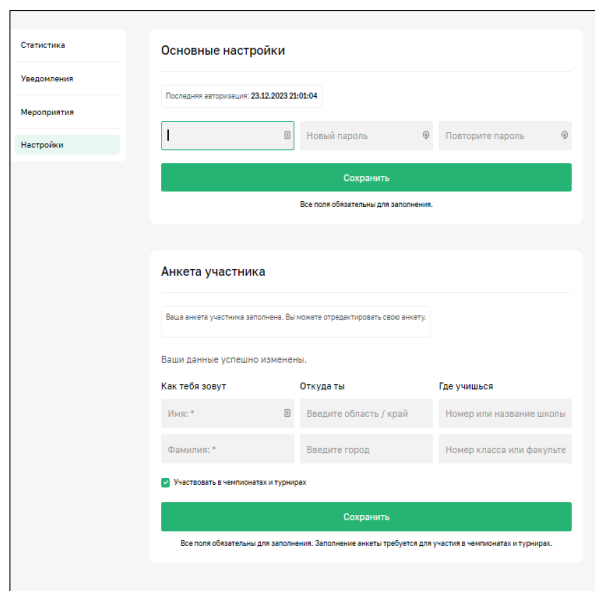 Статистика
Уведомления
Мероприятия
Настройки
Основные настройки
Последняя авторизация: 23.12.2023 21:01:04
Новый пароль
Повторите пароль
Сохранить
Все поля обязательны для заполнения.
Анкета участника
Ваша анкета участника заполнена. Вы можете отредактировать свою анкету.
Ваши данные успешно изменены.
Как тебя зовут
Откуда ты
Где учишься
Имя: *
Введите область / край
Номер или название школы
Фамилия: *
Введите город
Номер класса или факульте
Участвовать в чемпионатах и турнирах
Сохранить
Все поля обязательны для заполнения. Заполнение анкеты требуется для участия в чемпионатах и турнирах.